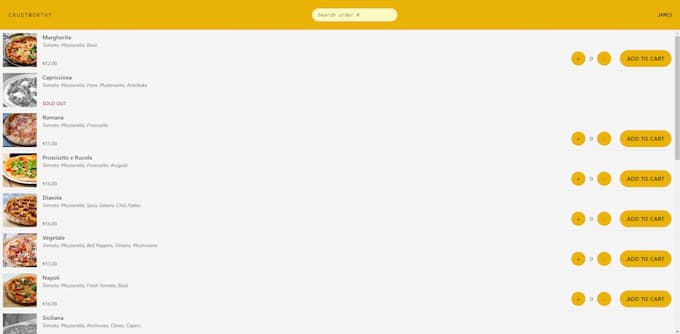 CRUSTWORTHY
Search order #
JAMES
Margherita
Tomato, Mozzarella, Basil
€12.00
+ 0 - ADD TO CART
Capricciosa
Tomato, Mozzarella, Ham, Mushrooms, Artichoke
SOLD OUT
Romana
Tomato, Mozzarella, Prosciutto
€15.00
+ 0 - ADD TO CART
Prosciutto e Rucola
Tomato, Mozzarella, Prosciutto, Arugula
€16.00
+ 0 - ADD TO CART
Diavola
Tomato, Mozzarella, Spicy Salami, Chili Flakes
€16.00
+ 0 - ADD TO CART
Vegetale
Tomato, Mozzarella, Bell Peppers, Onions, Mushrooms
€13.00
+ 0 - ADD TO CART
Napoli
Tomato, Mozzarella, Fresh Tomato, Basil
€16.00
+ 0 - ADD TO CART
Siciliana
Tomato, Mozzarella, Anchovies, Olives, Capers